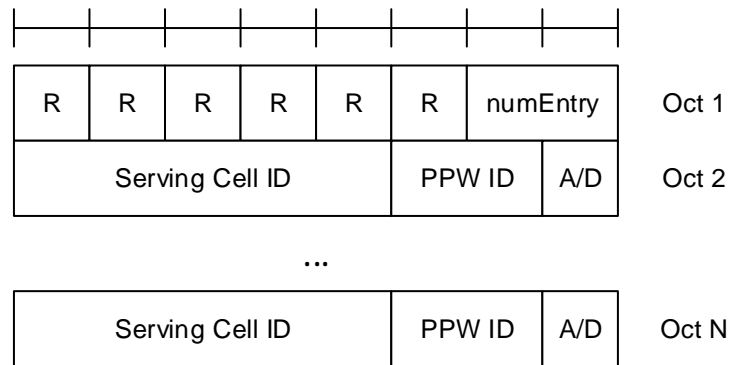 R R R R R R numEntry Oct 1
Serving Cell ID PPW ID A/D Oct 2
...
Serving Cell ID PPW ID A/D Oct N